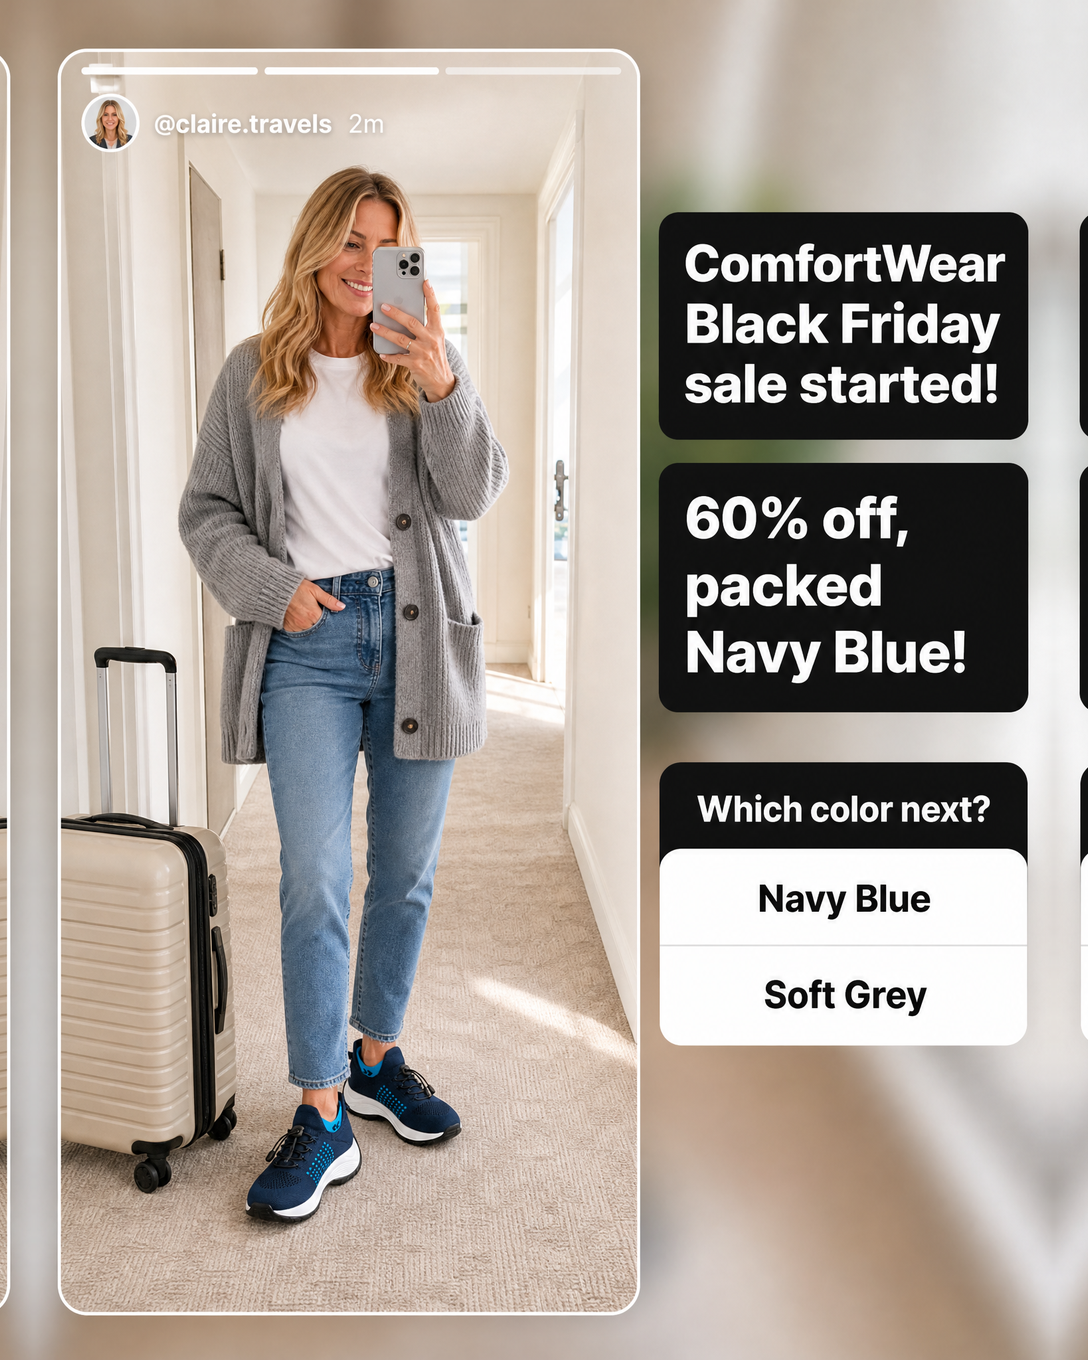 @claire.travels 2m
ComfortWear
Black Friday
sale started!
60% off,
packed
Navy Blue!
Which color next?
Navy Blue
Soft Grey